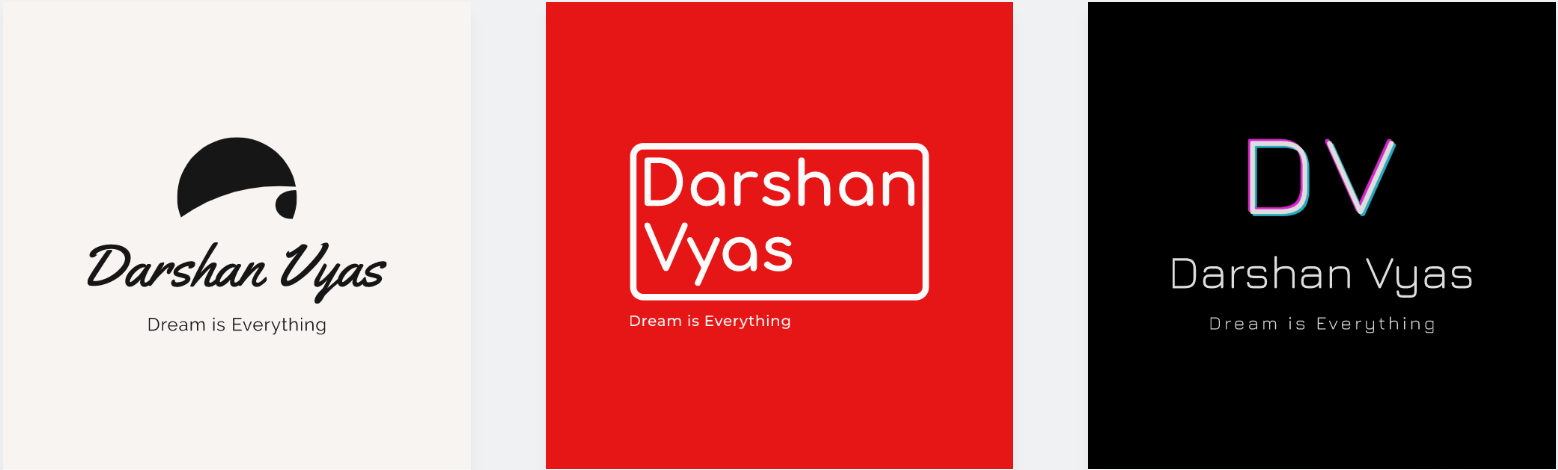 Darshan Vyas
Dream is Everything
Darshan
Vyas
Dream is Everything
DV
Darshan Vyas
Dream is Everything